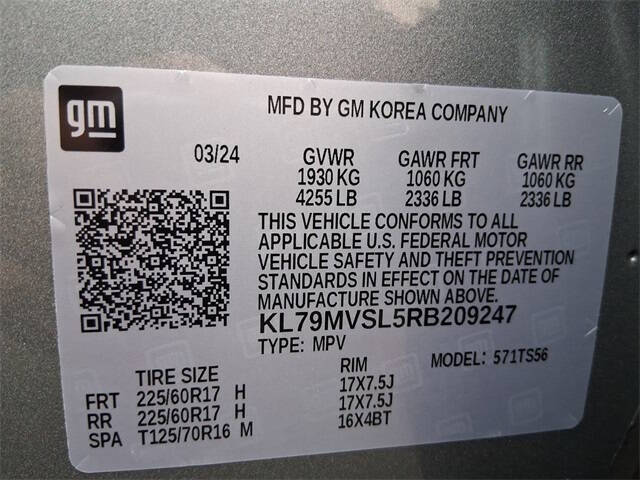 gm
MFD BY GM KOREA COMPANY
03/24 GVWR GAWR FRT GAWR RR
1930 KG 1060 KG 1060 KG
4255 LB 2336 LB 2336 LB
THIS VEHICLE CONFORMS TO ALL
APPLICABLE U.S. FEDERAL MOTOR
VEHICLE SAFETY AND THEFT PREVENTION
STANDARDS IN EFFECT ON THE DATE OF
MANUFACTURE SHOWN ABOVE.
KL79MVSL5RB209247
TYPE: MPV MODEL: 571TS56
TIRE SIZE RIM
FRT 225/60R17 H 17X7.5J
RR 225/60R17 H 17X7.5J
SPA T125/70R16 M 16X4BT